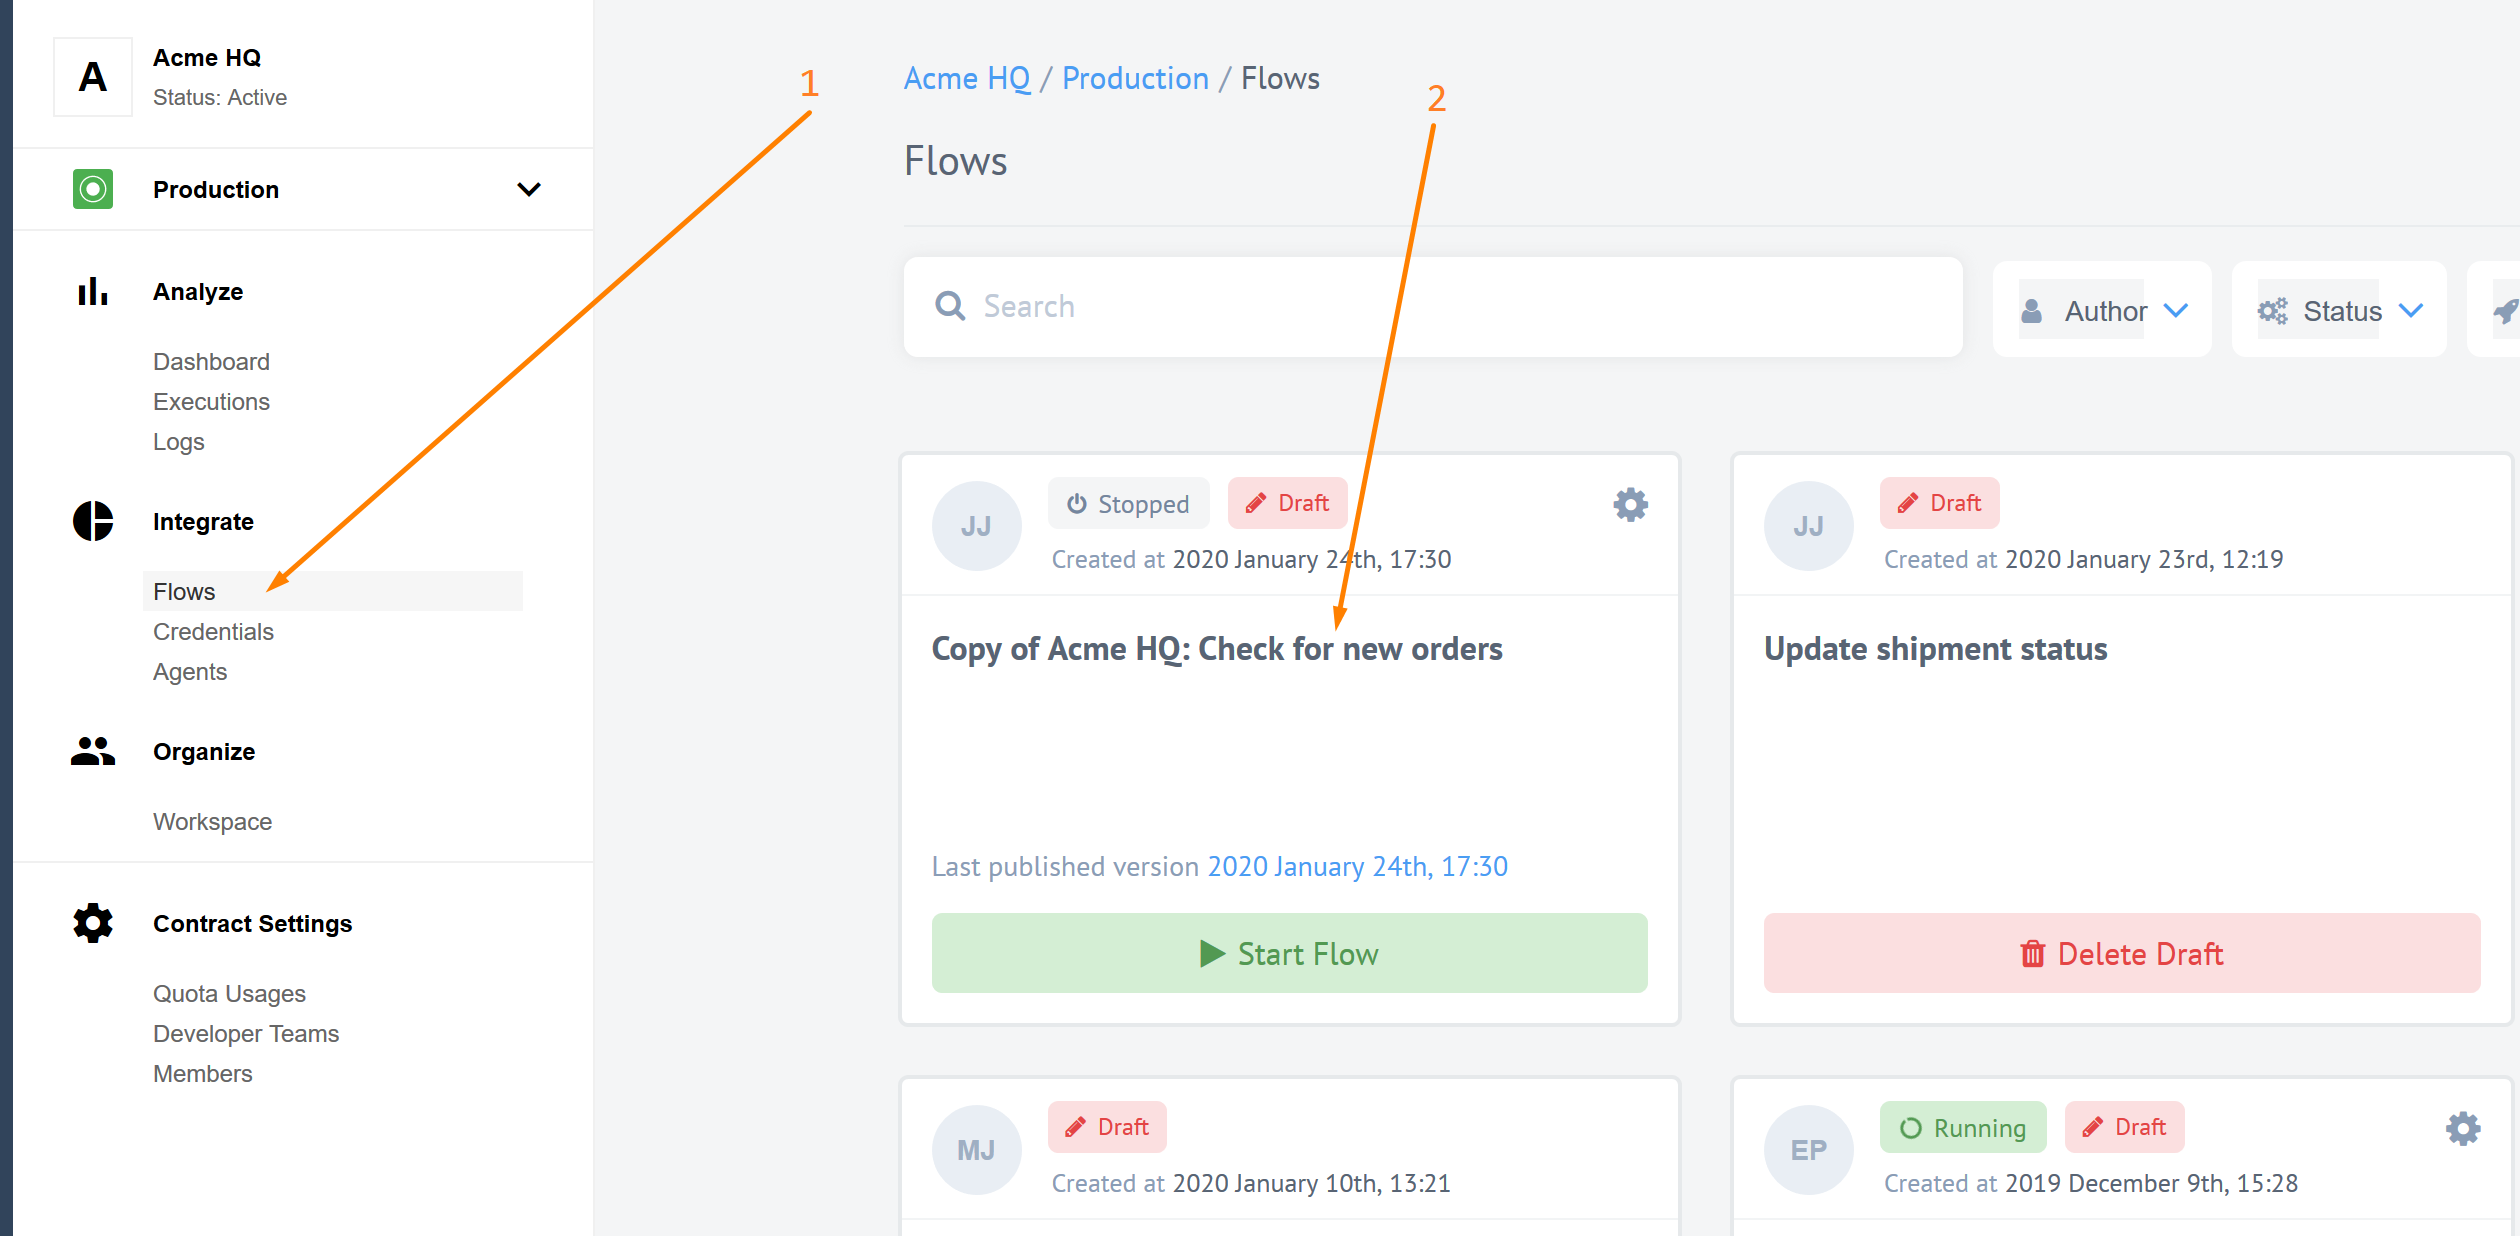 A
Acme HQ
Status: Active
Production
Analyze
Dashboard
Executions
Logs
Integrate
Flows
Credentials
Agents
Organize
Workspace
Contract Settings
Quota Usages
Developer Teams
Members
1
2
Acme HQ / Production / Flows
Flows
Search
Author
Status
JJ
Stopped
Draft
Created at 2020 January 24th, 17:30
Copy of Acme HQ: Check for new orders
Last published version 2020 January 24th, 17:30
Start Flow
JJ
Draft
Created at 2020 January 23rd, 12:19
Update shipment status
Delete Draft
MJ
Draft
Created at 2020 January 10th, 13:21
EP
Running
Draft
Created at 2019 December 9th, 15:28